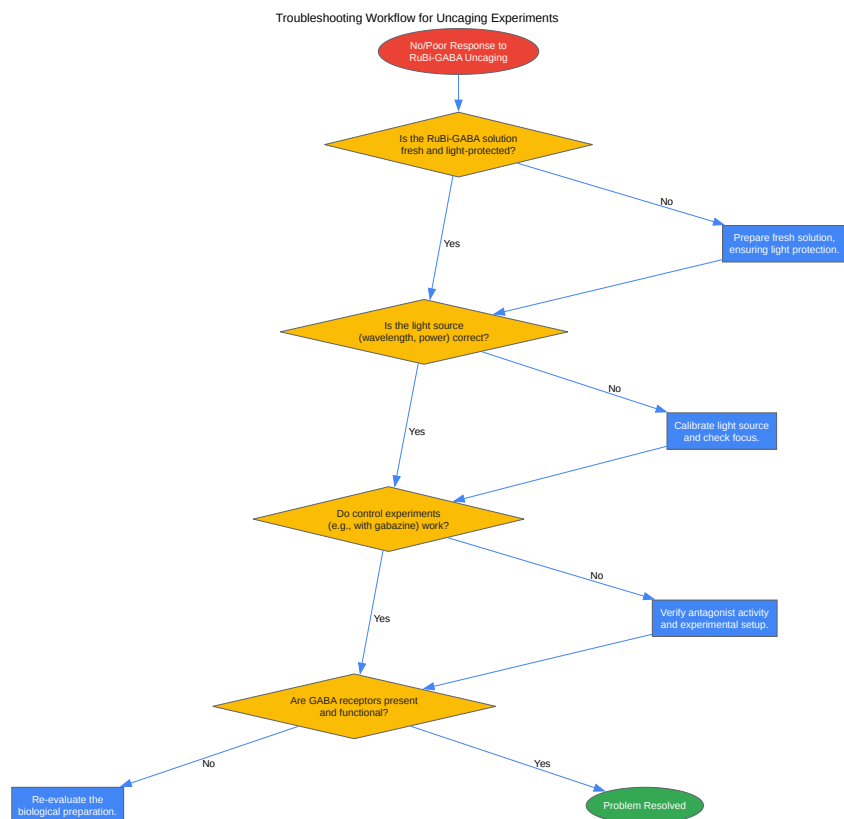 Troubleshooting Workflow for Uncaging Experiments
No/Poor Response to
RuBi-GABA Uncaging
Is the RuBi-GABA solution
fresh and light-protected?
No
Prepare fresh solution,
ensuring light protection.
Yes
Is the light source
(wavelength, power) correct?
No
Calibrate light source
and check focus.
Yes
Do control experiments
(e.g., with gabazine) work?
No
Verify antagonist activity
and experimental setup.
Yes
Are GABA receptors present
and functional?
No
Yes
Re-evaluate the
biological preparation.
Problem Resolved